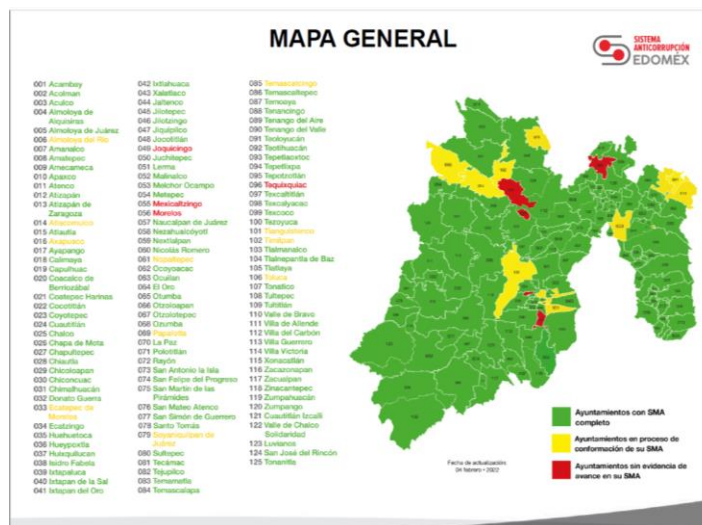 MAPA GENERAL
SISTEMA
ANTICORRUPCIÓN
EDOMÉX
001 Acambay
002 Acolman
003 Aculco
004 Almoloya de
Alquisiras
005 Almoloya de Juárez
006 Almoloya del Río
007 Amanalco
008 Amatepec
009 Amecameca
010 Apaxco
011 Atenco
012 Atizapán
013 Atizapán de
Zaragoza
014 Atlacomulco
015 Atlautla
016 Axapusco
017 Ayapango
018 Calimaya
019 Capulhuac
020 Coacalco de
Berriozábal
021 Coatepec Harinas
022 Cocotitlán
023 Coyotepec
024 Cuautitlán
025 Chalco
026 Chapa de Mota
027 Chapultepec
028 Chiautla
029 Chicoloapan
030 Chiconcuac
031 Chimalhuacán
032 Donato Guerra
033 Ecatepec de
Morelos
034 Ecatzingo
035 Huehuetoca
036 Hueypoxtla
037 Huixquilucan
038 Isidro Fabela
039 Ixtapaluca
040 Ixtapan de la Sal
041 Ixtapan del Oro
042 Ixtlahuaca
043 Xalatlaco
044 Jaltenco
045 Jilotepec
046 Jilotzingo
047 Jiquipilco
048 Jocotitlán
049 Joquicingo
050 Juchitepec
051 Lerma
052 Malinalco
053 Melchor Ocampo
054 Metepec
055 Mexicaltzingo
056 Morelos
057 Naucalpan de Juárez
058 Nezahualcóyotl
059 Nextlalpan
060 Nicolás Romero
061 Nopaltepec
062 Ocoyoacac
063 Ocuilan
064 El Oro
065 Otumba
066 Otzoloapan
067 Otzolotepec
068 Ozumba
069 Papalotla
070 La Paz
071 Polotitlán
072 Rayón
073 San Antonio la Isla
074 San Felipe del Progreso
075 San Martín de las
Pirámides
076 San Mateo Atenco
077 San Simón de Guerrero
078 Santo Tomás
079 Soyaniquilpan de
Juárez
080 Sultepec
081 Tecámac
082 Tejupilco
083 Temamatla
084 Temascalapa
085 Temascalcingo
086 Temascaltepec
087 Temoaya
088 Tenancingo
089 Tenango del Aire
090 Tenango del Valle
091 Teoloyucán
092 Teotihuacán
093 Tepetlaoxtoc
094 Tepetlixpa
095 Tepotzotlán
096 Tequixquiac
097 Texcaltitlán
098 Texcalyacac
099 Texcoco
100 Tezoyuca
101 Tianguistenco
102 Timilpan
103 Tlalmanalco
104 Tlalnepantla de Baz
105 Tlatlaya
106 Toluca
107 Tonatico
108 Tultepec
109 Tultitlán
110 Valle de Bravo
111 Villa de Allende
112 Villa del Carbón
113 Villa Guerrero
114 Villa Victoria
115 Xonacatlán
116 Zacazonapan
117 Zacualpan
118 Zinacantepec
119 Zumpahuacán
120 Zumpango
121 Cuautitlán Izcalli
122 Valle de Chalco
Solidaridad
123 Luvianos
124 San José del Rincón
125 Tonanitla
Fecha de actualización:
04 febrero • 2022
Ayuntamientos con SMA
completo
Ayuntamientos en proceso de
conformación de su SMA
Ayuntamientos sin evidencia de
avance en su SMA